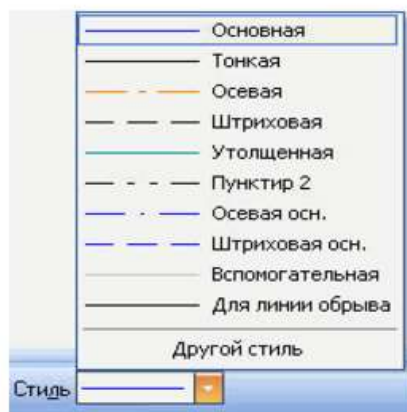 Основная
Тонкая
Осевая
Штриховая
Утолщенная
Пунктир 2
Осевая осн.
Штриховая осн.
Вспомогательная
Для линии обрыва
Другой стиль
Стиль